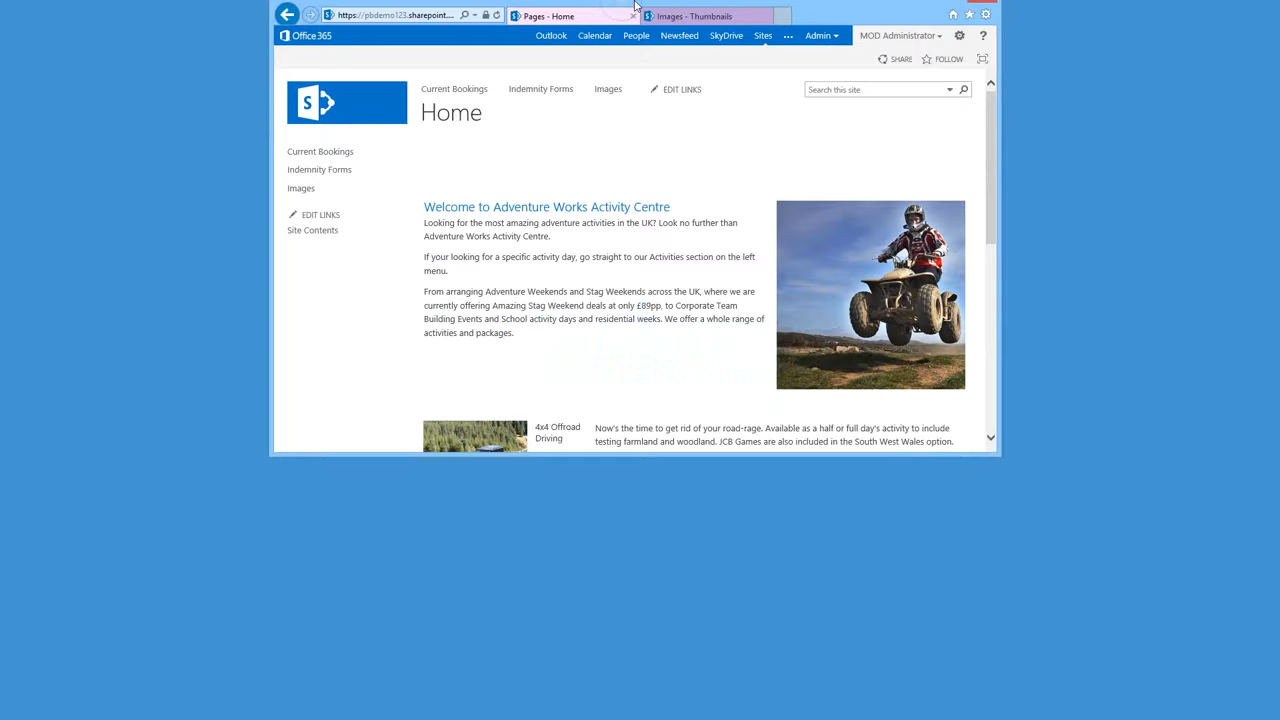 https://pbdemo123.sharepoint....
Pages - Home
Images - Thumbnails
Office 365
Outlook
Calendar
People
Newsfeed
SkyDrive
Sites
...
Admin
MOD Administrator
?
SHARE
FOLLOW
S
Current Bookings
Indemnity Forms
Images
EDIT LINKS
Search this site
Home
Current Bookings
Indemnity Forms
Images
EDIT LINKS
Site Contents
Welcome to Adventure Works Activity Centre
Looking for the most amazing adventure activities in the UK? Look no further than
Adventure Works Activity Centre.
If your looking for a specific activity day, go straight to our Activities section on the left
menu.
From arranging Adventure Weekends and Stag Weekends across the UK, where we are
currently offering Amazing Stag Weekend deals at only £89pp, to Corporate Team
Building Events and School activity days and residential weeks. We offer a whole range of
activities and packages.
4x4 Offroad
Driving
Now's the time to get rid of your road-rage. Available as a half or full day's activity to include
testing farmland and woodland. JCB Games are also included in the South West Wales option.